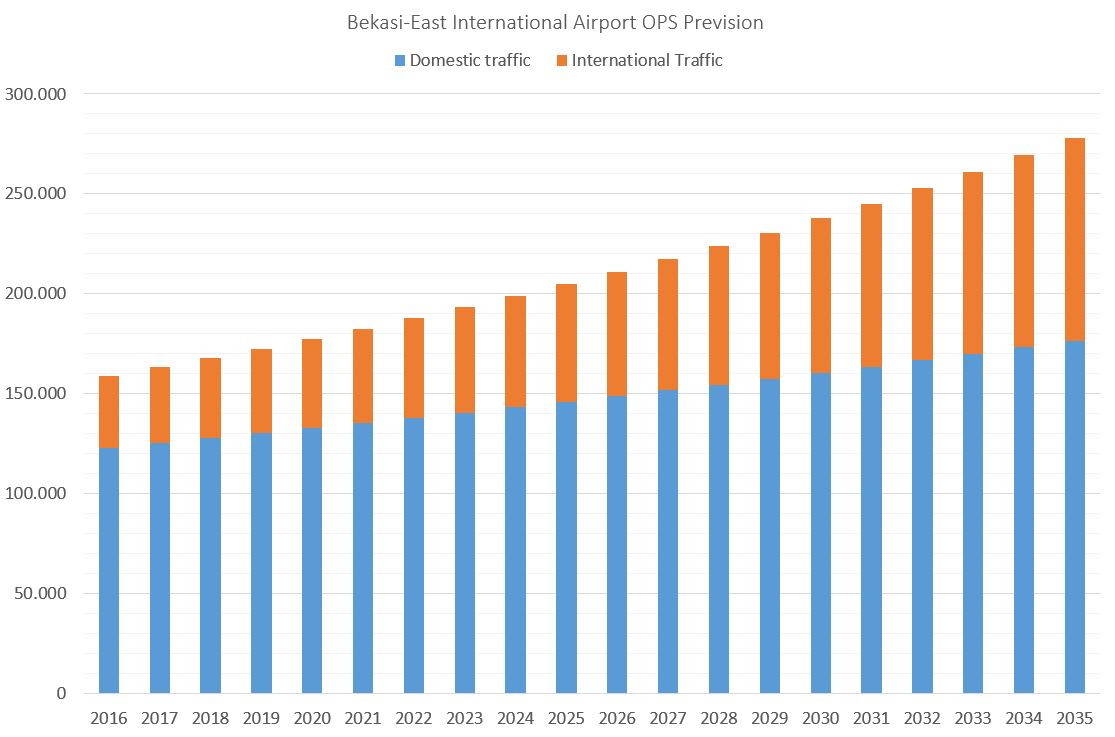 Bekasi-East International Airport OPS Prevision
Domestic traffic International Traffic
300.000
250.000
200.000
150.000
100.000
50.000
0
2016 2017 2018 2019 2020 2021 2022 2023 2024 2025 2026 2027 2028 2029 2030 2031 2032 2033 2034 2035